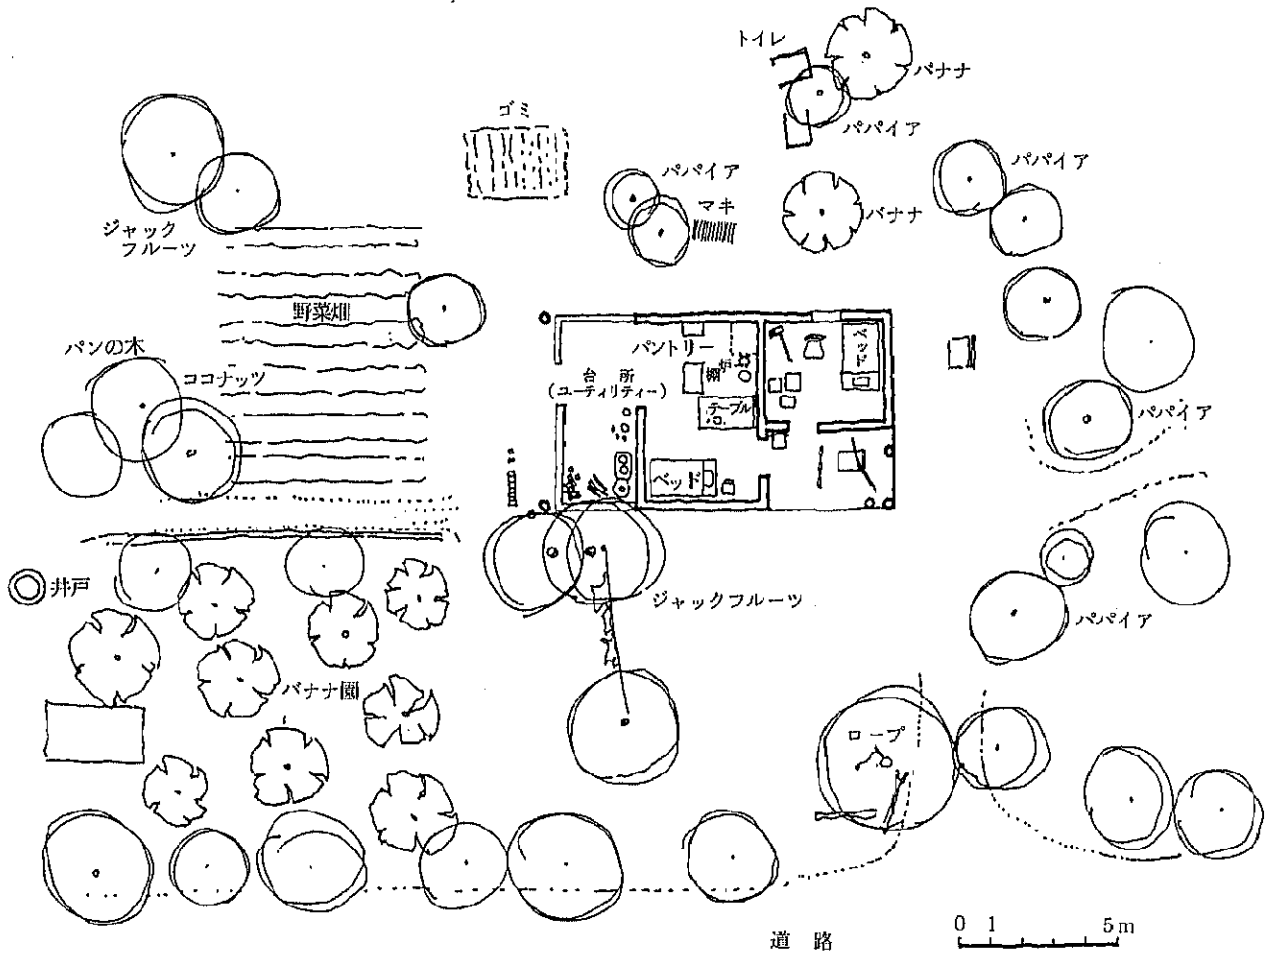 トイレ
バナナ
パパイア
ゴミ
パパイア
マキ
バナナ
パパイア
ジャック
フルーツ
野菜畑
パンの木
ココナッツ
パントリー
棚
炉
ベッド
台所
(ユーティリティー)
テーブル
ベッド
パパイア
井戸
ジャックフルーツ
パパイア
バナナ園
ロープ
道路
0 1 5m